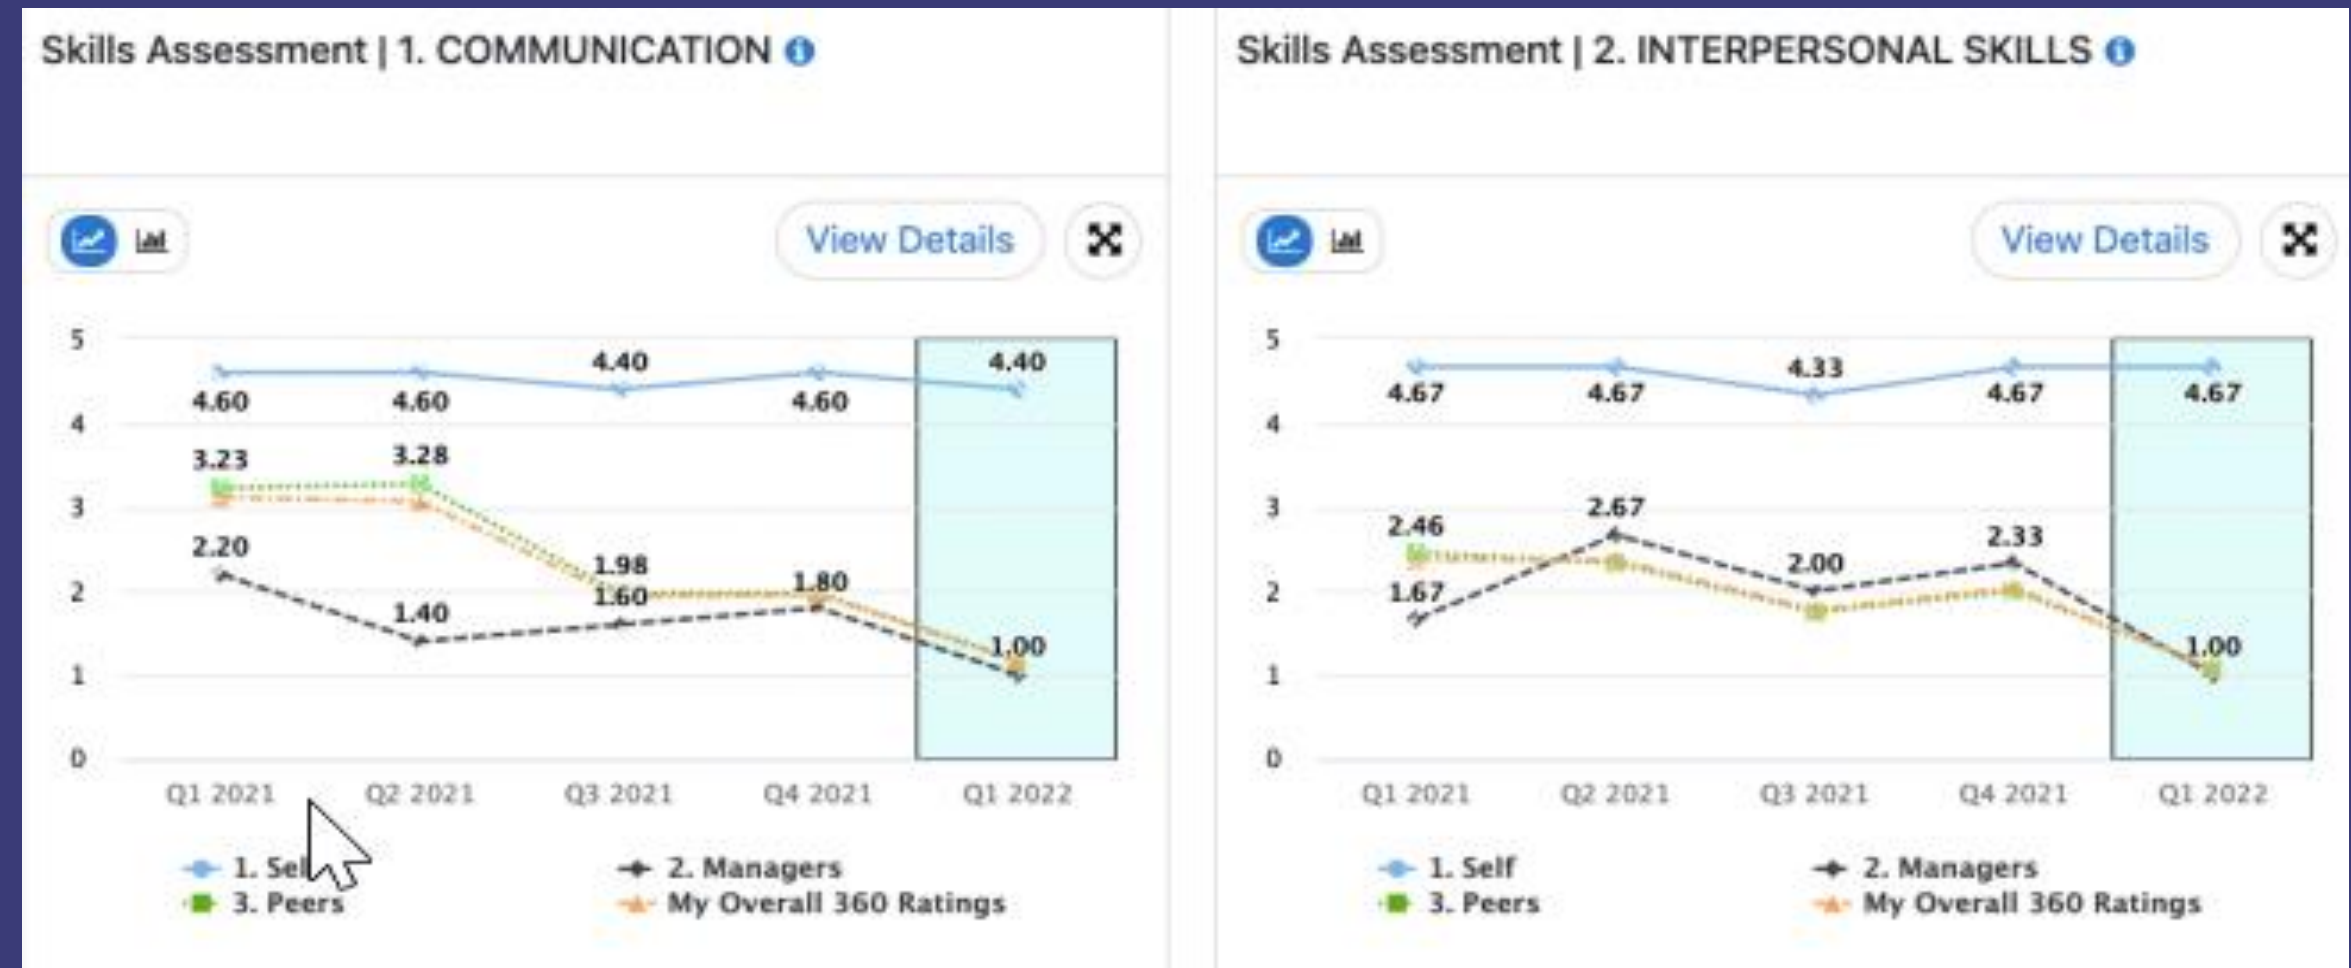 Skills Assessment | 1. COMMUNICATION
View Details
5
4
3
2
1
0
4.60
4.60
4.40
4.60
4.40
3.23
3.28
1.98
2.20
1.40
1.60
1.80
1.00
Q1 2021
Q2 2021
Q3 2021
Q4 2021
Q1 2022
1. Sel
2. Managers
3. Peers
My Overall 360 Ratings
Skills Assessment | 2. INTERPERSONAL SKILLS
View Details
5
4
3
2
1
0
4.67
4.67
4.33
4.67
4.67
2.46
1.67
2.67
2.00
2.33
1.00
Q1 2021
Q2 2021
Q3 2021
Q4 2021
Q1 2022
1. Self
2. Managers
3. Peers
My Overall 360 Ratings